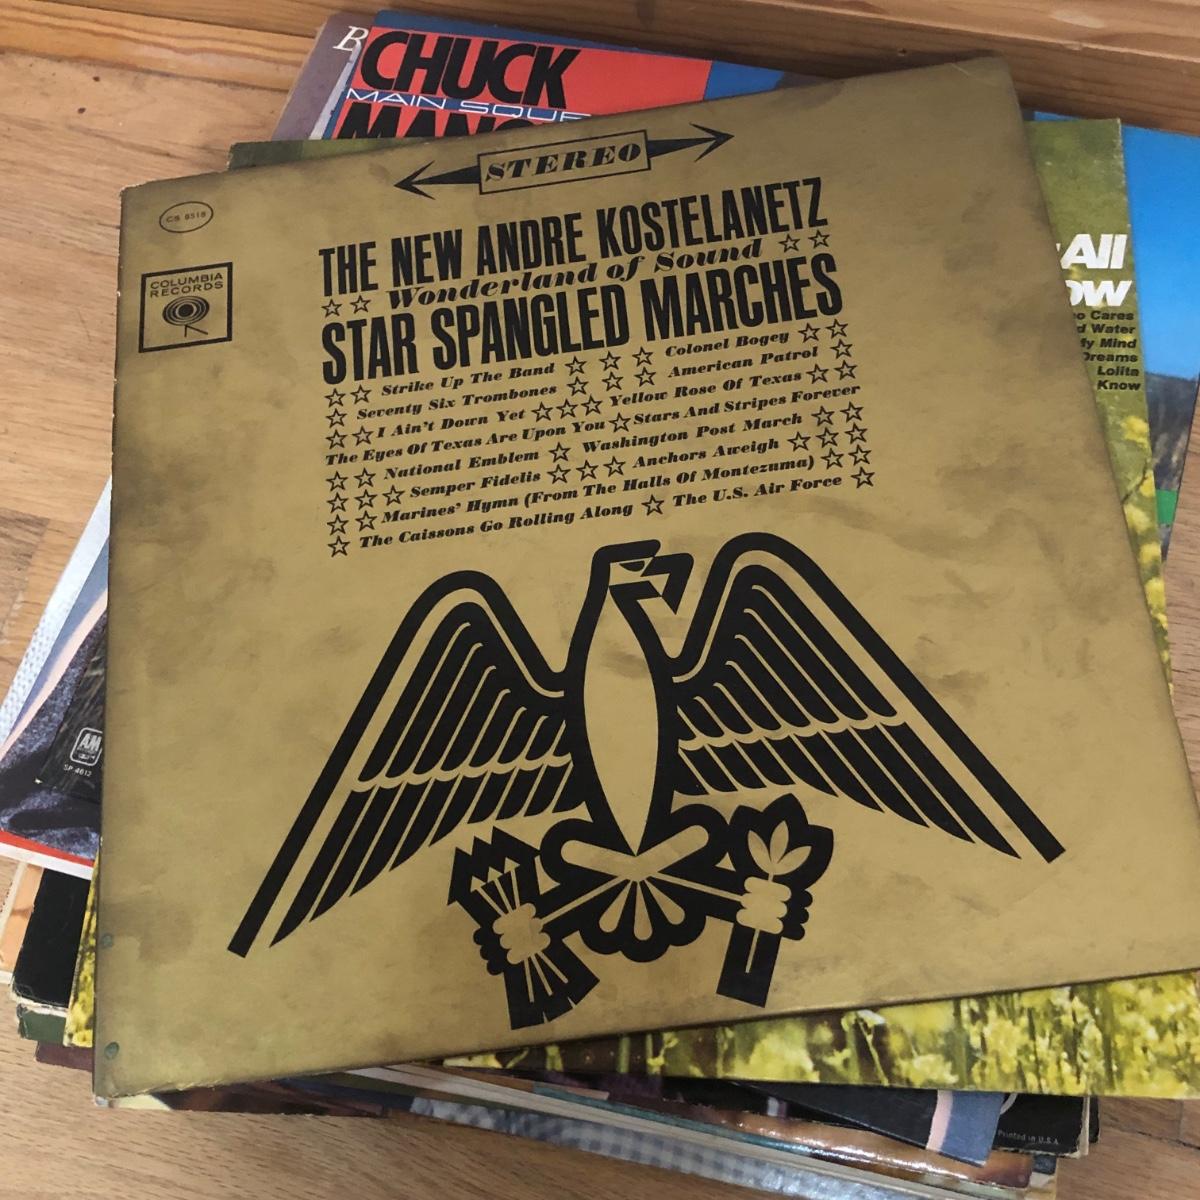 B
CHUCK
MAIN SQUE
STEREO
CS 8518
COLUMBIA
RECORDS
THE NEW ANDRE KOSTELANETZ
☆☆ Wonderland of Sound ☆☆
STAR SPANGLED MARCHES
☆☆ Strike Up The Band ☆ ☆ ☆ Colonel Bogey ☆☆
☆ Seventy Six Trombones ☆ ☆ ☆ American Patrol ☆
☆☆ I Ain't Down Yet ☆☆☆ Yellow Rose Of Texas ☆☆
The Eyes Of Texas Are Upon You ☆ Stars And Stripes Forever
☆☆ National Emblem ☆ Washington Post March ☆☆
☆☆☆ Semper Fidelis ☆☆☆ Anchors Aweigh ☆☆☆
☆☆ Marines' Hymn (From The Halls Of Montezuma) ☆☆
☆ The Caissons Go Rolling Along ☆ The U.S. Air Force ☆
All
ow
o Cares
d Water
My Mind
Dreams
Lolita
Know
AM
SP 4612
Printed in U.S.A.